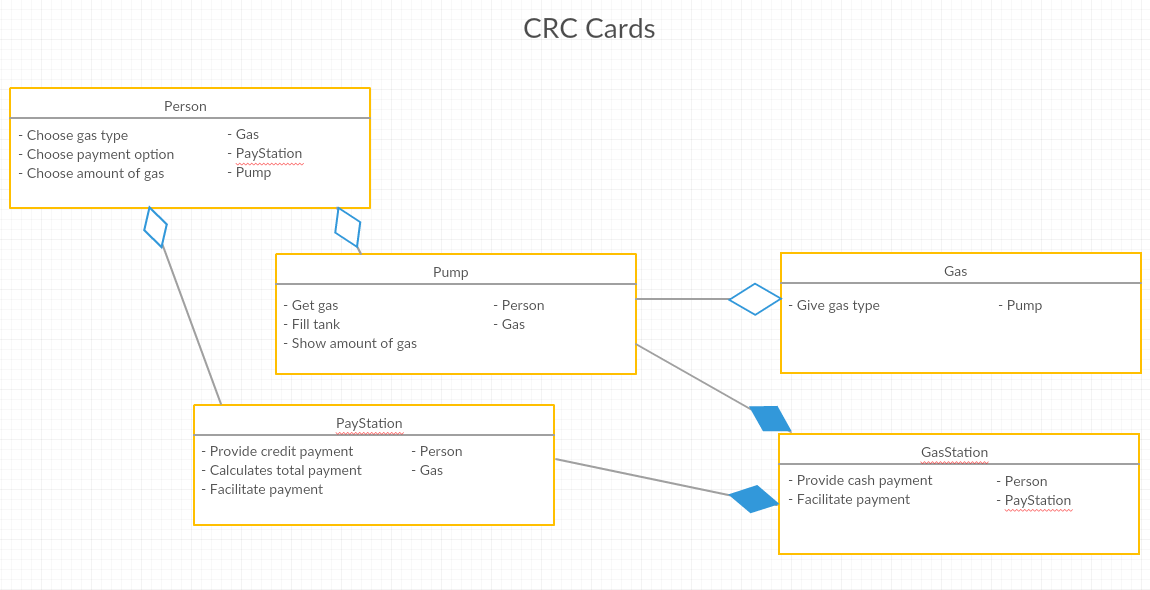 CRC Cards
Person
- Choose gas type
- Choose payment option
- Choose amount of gas
- Gas
- PayStation
- Pump
Pump
- Get gas
- Fill tank
- Show amount of gas
- Person
- Gas
Gas
- Give gas type
- Pump
PayStation
- Provide credit payment
- Calculates total payment
- Facilitate payment
- Person
- Gas
GasStation
- Provide cash payment
- Facilitate payment
- Person
- PayStation